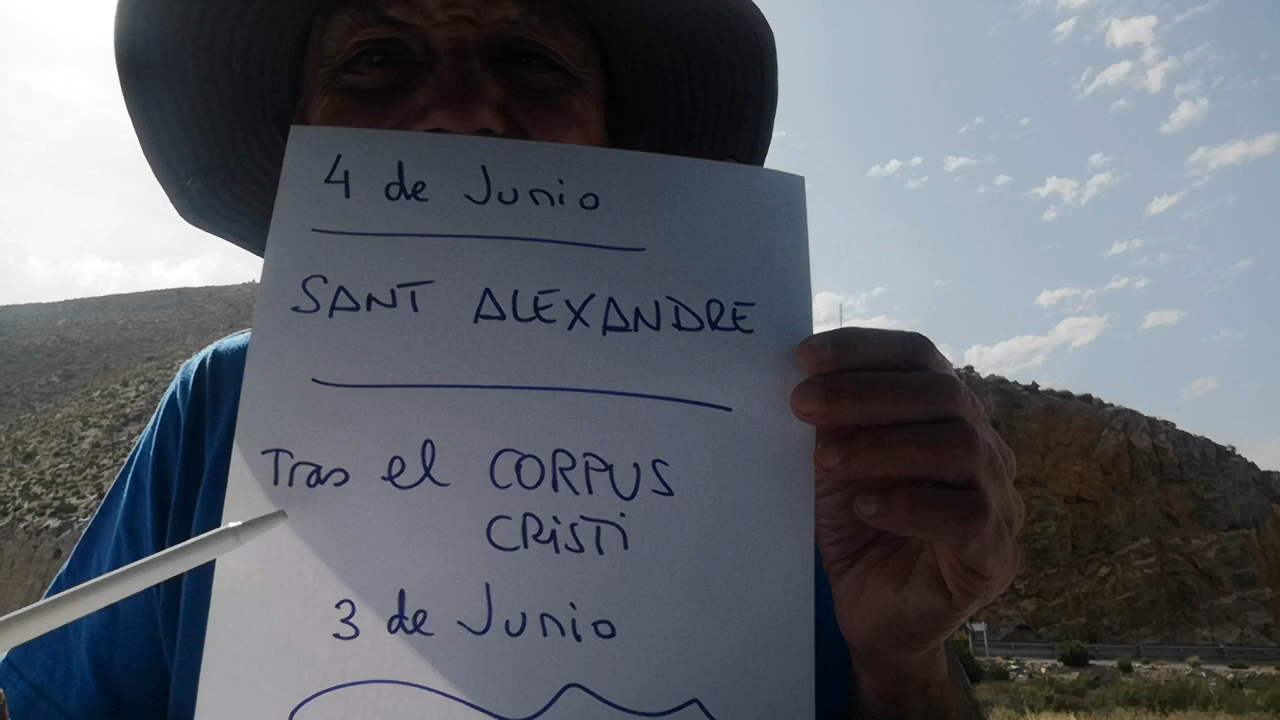 4 de Junio
SANT ALEXANDRE
Tras el CORPUS
CRiSTi
3 de Junio